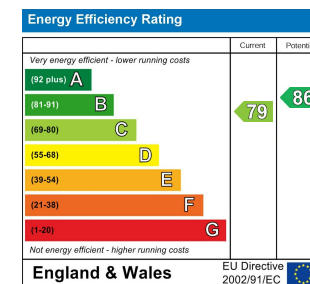 Energy Efficiency Rating
Current Potenti
Very energy efficient - lower running costs
(92 plus) A
(81-91) B
(69-80) C
(55-68) D
(39-54) E
(21-38) F
(1-20) G
79
86
Not energy efficient - higher running costs
England & Wales
EU Directive
2002/91/EC